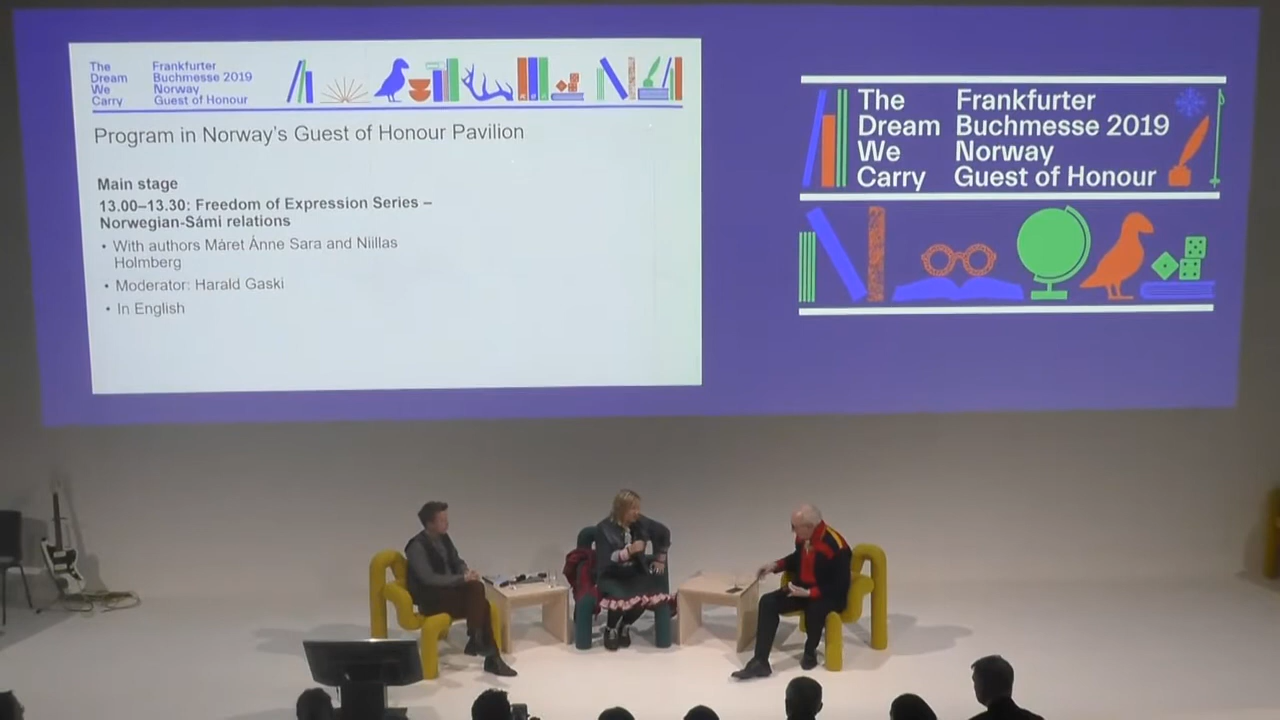 The Dream We Carry
Frankfurter Buchmesse 2019 Norway Guest of Honour
Program in Norway's Guest of Honour Pavilion
Main stage
13.00–13.30: Freedom of Expression Series –
Norwegian-Sámi relations
• With authors Máret Ánne Sara and Niillas
Holmberg
• Moderator: Harald Gaski
• In English
The Frankfurter
Dream Buchmesse 2019
We Norway
Carry Guest of Honour